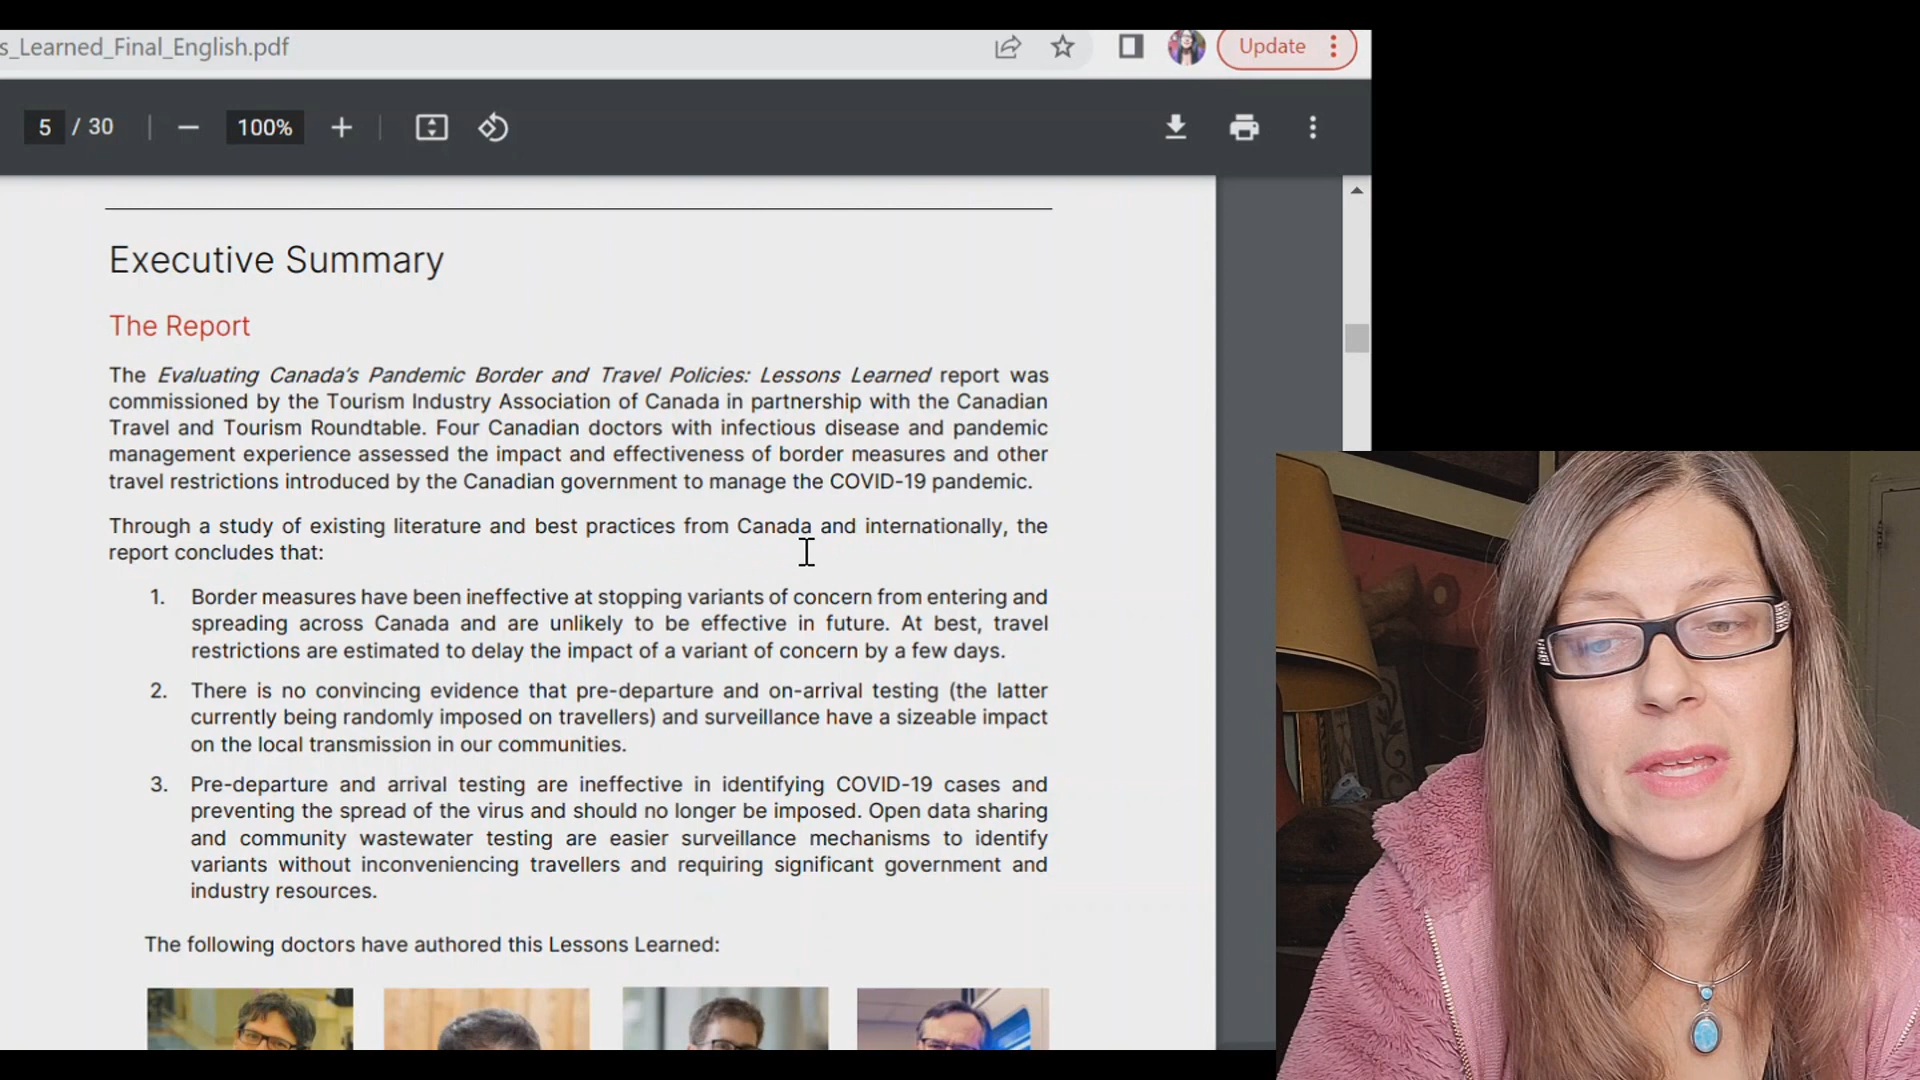 s_Learned_Final_English.pdf
Update
5 / 30
100%
Executive Summary
The Report
The Evaluating Canada's Pandemic Border and Travel Policies: Lessons Learned report was
commissioned by the Tourism Industry Association of Canada in partnership with the Canadian
Travel and Tourism Roundtable. Four Canadian doctors with infectious disease and pandemic
management experience assessed the impact and effectiveness of border measures and other
travel restrictions introduced by the Canadian government to manage the COVID-19 pandemic.
Through a study of existing literature and best practices from Canada and internationally, the
report concludes that:
1. Border measures have been ineffective at stopping variants of concern from entering and
spreading across Canada and are unlikely to be effective in future. At best, travel
restrictions are estimated to delay the impact of a variant of concern by a few days.
2. There is no convincing evidence that pre-departure and on-arrival testing (the latter
currently being randomly imposed on travellers) and surveillance have a sizeable impact
on the local transmission in our communities.
3. Pre-departure and arrival testing are ineffective in identifying COVID-19 cases and
preventing the spread of the virus and should no longer be imposed. Open data sharing
and community wastewater testing are easier surveillance mechanisms to identify
variants without inconveniencing travellers and requiring significant government and
industry resources.
The following doctors have authored this Lessons Learned: